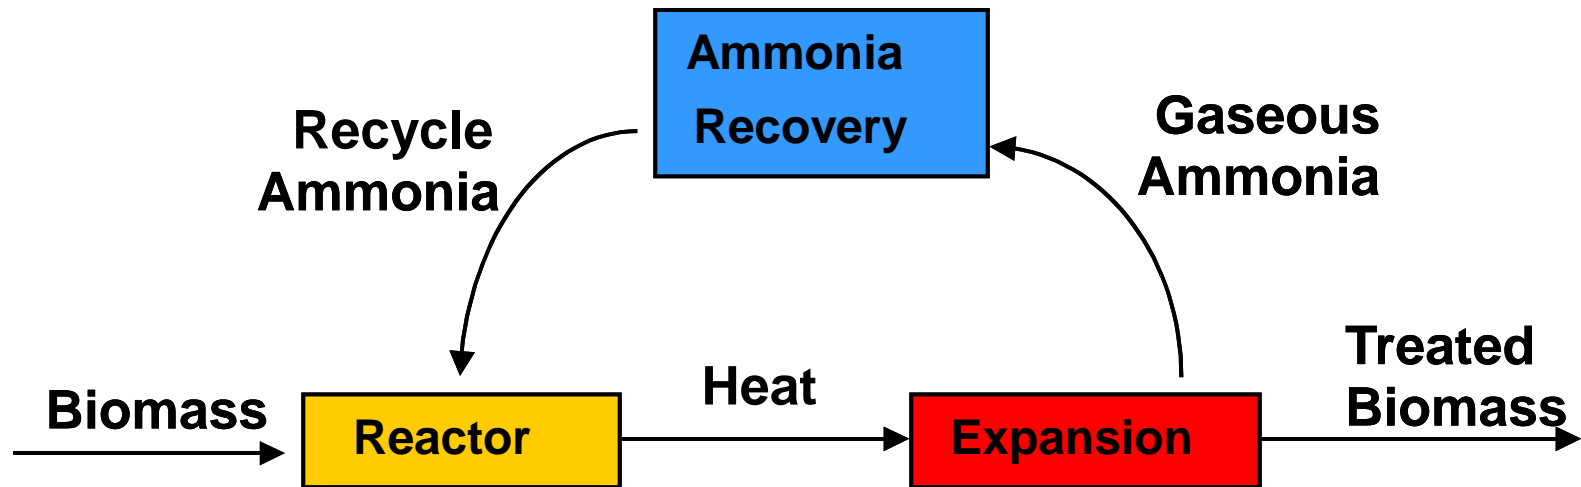 Ammonia
Recovery
Recycle
Ammonia
Gaseous
Ammonia
Biomass
Reactor
Heat
Expansion
Treated
Biomass